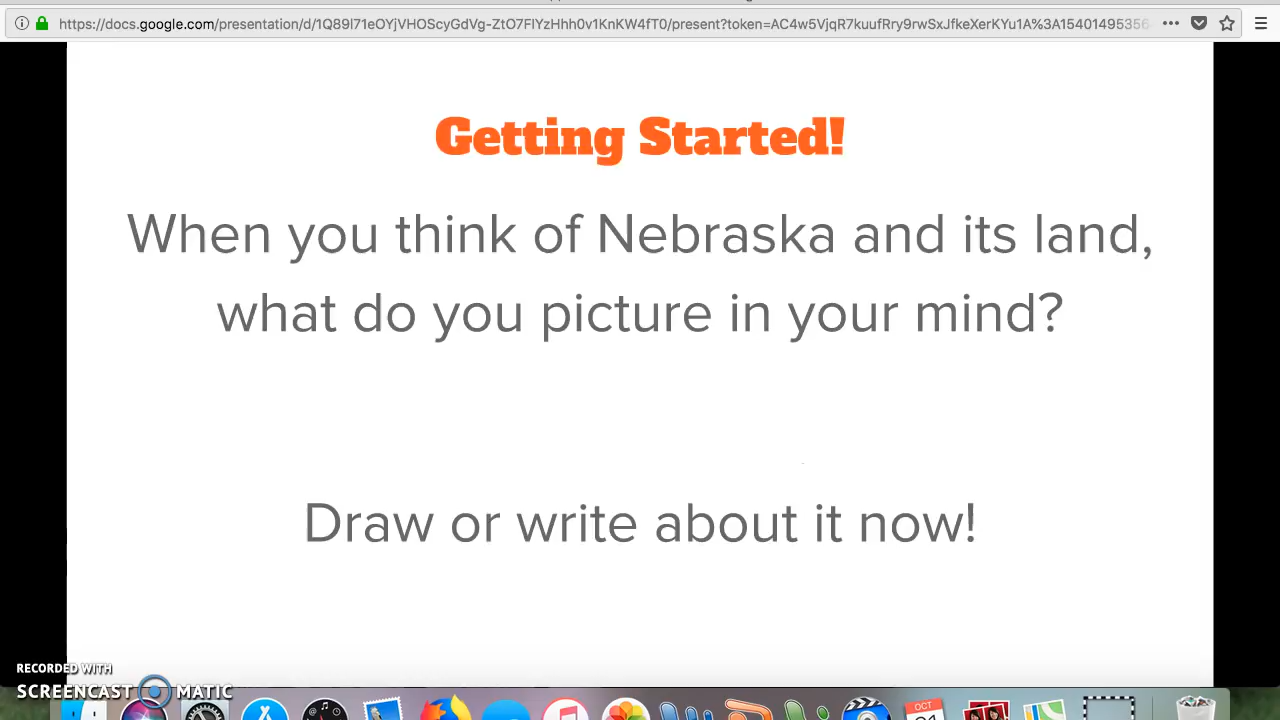 https://docs.google.com/presentation/d/1Q89l71eOYjVHOScyGdVg-ZtO7FlYzHhh0v1KnKW4fT0/present?token=AC4w5VjqR7kuufRry9rwSxJfkeXerKYu1A%3A15401495356
Getting Started!
When you think of Nebraska and its land,
what do you picture in your mind?
Draw or write about it now!
RECORDED WITH
SCREENCAST MATIC
OCT